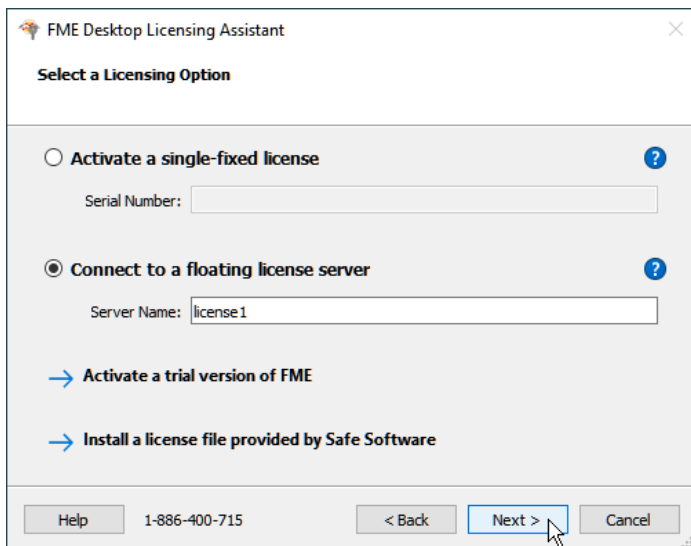 FME Desktop Licensing Assistant
Select a Licensing Option
Activate a single-fixed license
?
Serial Number:
Connect to a floating license server
?
Server Name: license1
Activate a trial version of FME
Install a license file provided by Safe Software
Help 1-886-400-715 < Back Next > Cancel